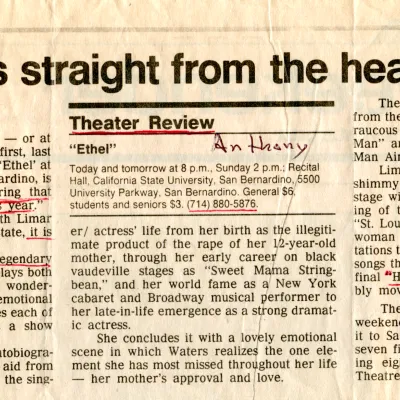 s straight from the hea
— or at
first, last
'Ethel' at
ardino, is
ring that
year."
th Limar
tate, it is
egendary
lays both
wonder-
emotional
es each of
a show
utobiogra-
aid from
the sing-
Theater Review
"Ethel"
Anthony
Today and tomorrow at 8 p.m., Sunday 2 p.m.; Recital
Hall, California State University, San Bernardino, 5500
University Parkway, San Bernardino. General $6,
students and seniors $3. (714) 880-5876.
er/ actress' life from her birth as the illegiti-
mate product of the rape of her 12-year-old
mother, through her early career on black
vaudeville stages as "Sweet Mama String-
bean," and her world fame as a New York
cabaret and Broadway musical performer to
her late-in-life emergence as a strong dramat-
ic actress.
She concludes it with a lovely emotional
scene in which Waters realizes the one ele-
ment she has most missed throughout her life
— her mother's approval and love.
The
from the
raucous
Man" an
Man Air
Lim
shimmy
stage wi
ing of t
"St. Lou
woman
tations t
songs th
final "H
bly mov
The
weekend
it to Sa
seven fi
ing eig
Theatre